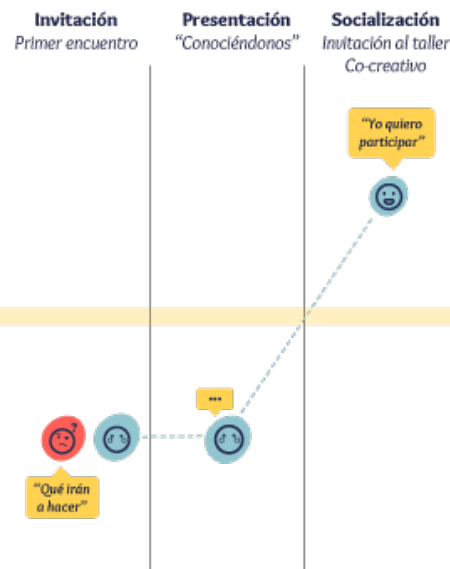 Invitación
Primer encuentro
Presentación
“Conociéndonos”
Socialización
Invitación al taller
Co-creativo
“Yo quiero
participar”
...
?
“Qué irán
a hacer”